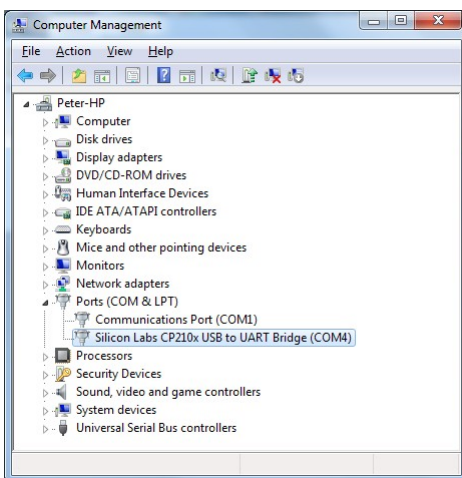 Computer Management
File Action View Help
Peter-HP
Computer
Disk drives
Display adapters
DVD/CD-ROM drives
Human Interface Devices
IDE ATA/ATAPI controllers
Keyboards
Mice and other pointing devices
Monitors
Network adapters
Ports (COM & LPT)
Communications Port (COM1)
Silicon Labs CP210x USB to UART Bridge (COM4)
Processors
Security Devices
Sound, video and game controllers
System devices
Universal Serial Bus controllers